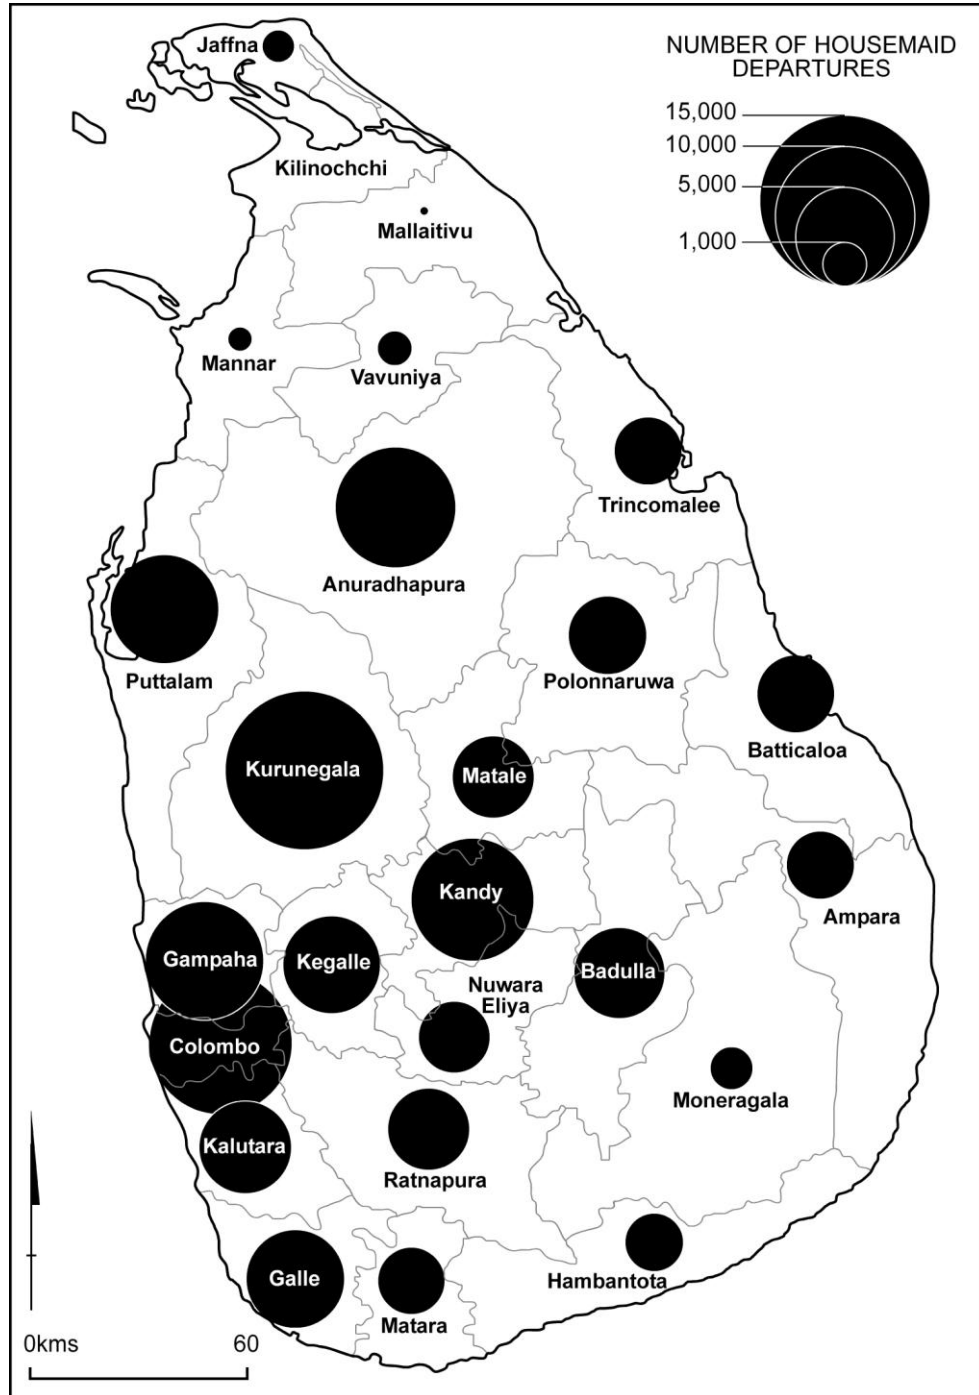 Jaffna
NUMBER OF HOUSEMAID
DEPARTURES
15,000
10,000
5,000
1,000
Kilinochchi
Mallaitivu
Mannar
Vavuniya
Trincomalee
Anuradhapura
Puttalam
Polonnaruwa
Batticaloa
Kurunegala
Matale
Kandy
Ampara
Gampaha
Kegalle
Nuwara
Eliya
Badulla
Colombo
Moneragala
Kalutara
Ratnapura
Galle
Matara
Hambantota
0kms 60